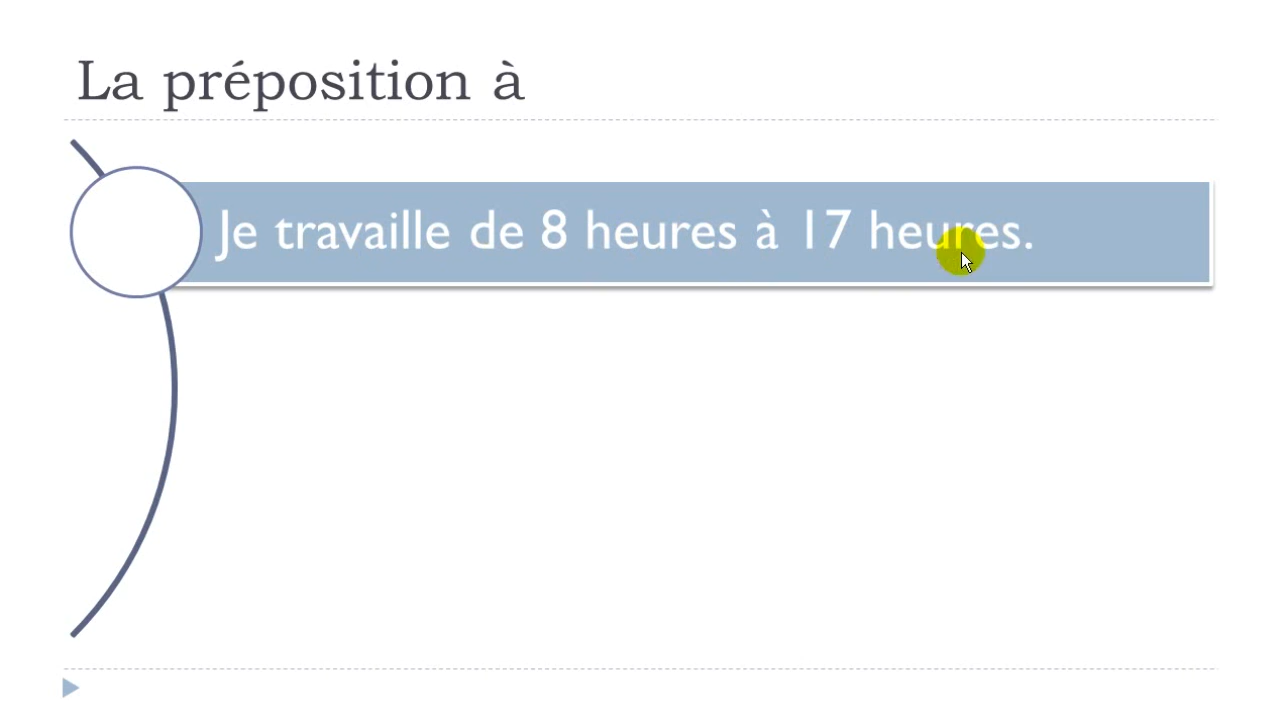 La préposition à
Je travaille de 8 heures à 17 heures.